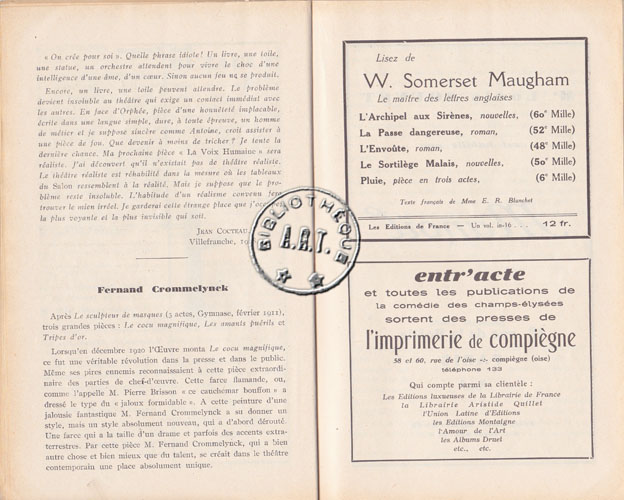 « On crée pour soi ». Quelle phrase idiote! Un livre, une toile,
une statue, un orchestre attendent pour vivre le choc d'une
intelligence d'une âme, d'un cœur. Sinon aucun jeu ne se produit.
Encore, un livre, une toile peuvent attendre. Le problème
devient insoluble au théâtre qui exige un contact immédiat avec
les autres. En face d'Orphée, pièce d'une honnêteté implacable,
écrite dans une langue simple, dure, à toute épreuve, un homme
de métier et je suppose sincère comme Antoine, croit assister à
une pièce de fou. Que devenir à moins de tricher? Je tente la
dernière chance. Ma prochaine pièce « La Voix Humaine » sera
réaliste. J'ai découvert qu'il n'existait pas de théâtre réaliste.
Le théâtre réaliste est réhabilité dans la mesure où les tableaux
du Salon ressemblent à la réalité. Mais je suppose que le pro-
blème reste insoluble. L'habitude d'un réalisme convenu fera
trouver le mien irréel. Je garderai cette étrange place que j'occupe
la plus voyante et la plus invisible qui soit.
JEAN COCTEAU.
Villefranche,
Fernand Crommelynck
Après Le sculpteur de masques (3 actes, Gymnase, février 1911),
trois grandes pièces : Le cocu magnifique, Les amants puérils et
Tripes d'or.
Lorsqu'en décembre 1920 l'Œuvre monta Le cocu magnifique,
ce fut une véritable révolution dans la presse et dans le public.
Même ses pires ennemis reconnaissaient à cette pièce extraordi-
naire des parties de chef-d'œuvre. Cette farce flamande, ou,
comme l'appelle M. Pierre Brisson « ce cauchemar bouffon » a
dressé le type du « jaloux formidable ». A cette peinture d'une
jalousie fantastique M. Fernand Crommelynck a su donner un
style, mais un style absolument nouveau, qui a d'abord dérouté.
Une farce qui a la taille d'un drame et parfois des accents extra-
terrestres. Par cette pièce M. Fernand Crommelynck, qui a bien
autre chose et bien mieux que du talent, se créait dans le théâtre
contemporain une place absolument unique.
BIBLIOTHÈQUE
A.R.T.
Lisez de
W. Somerset Maugham
Le maître des lettres anglaises
L'Archipel aux Sirènes, nouvelles, (60e Mille)
La Passe dangereuse, roman, (52e Mille)
L'Envoûte, roman, (48e Mille)
Le Sortilège Malais, nouvelles, (50e Mille)
Pluie, pièce en trois actes, (6e Mille)
Texte français de Mme E. R. Blanchet
Les Editions de France — Un vol. in-16 . . . 12 fr.
entr'acte
et toutes les publications de
la comédie des champs-élysées
sortent des presses de
l'imprimerie de compiègne
58 et 60, rue de l'oise -:- compiègne (oise)
téléphone 133
Qui compte parmi sa clientèle :
Les Editions luxueuses de la Librairie de France
la Librairie Aristide Quillet
l'Union Latine d'Editions
les Editions Montaigne
l'Amour de l'Art
les Albums Druet
etc., etc.